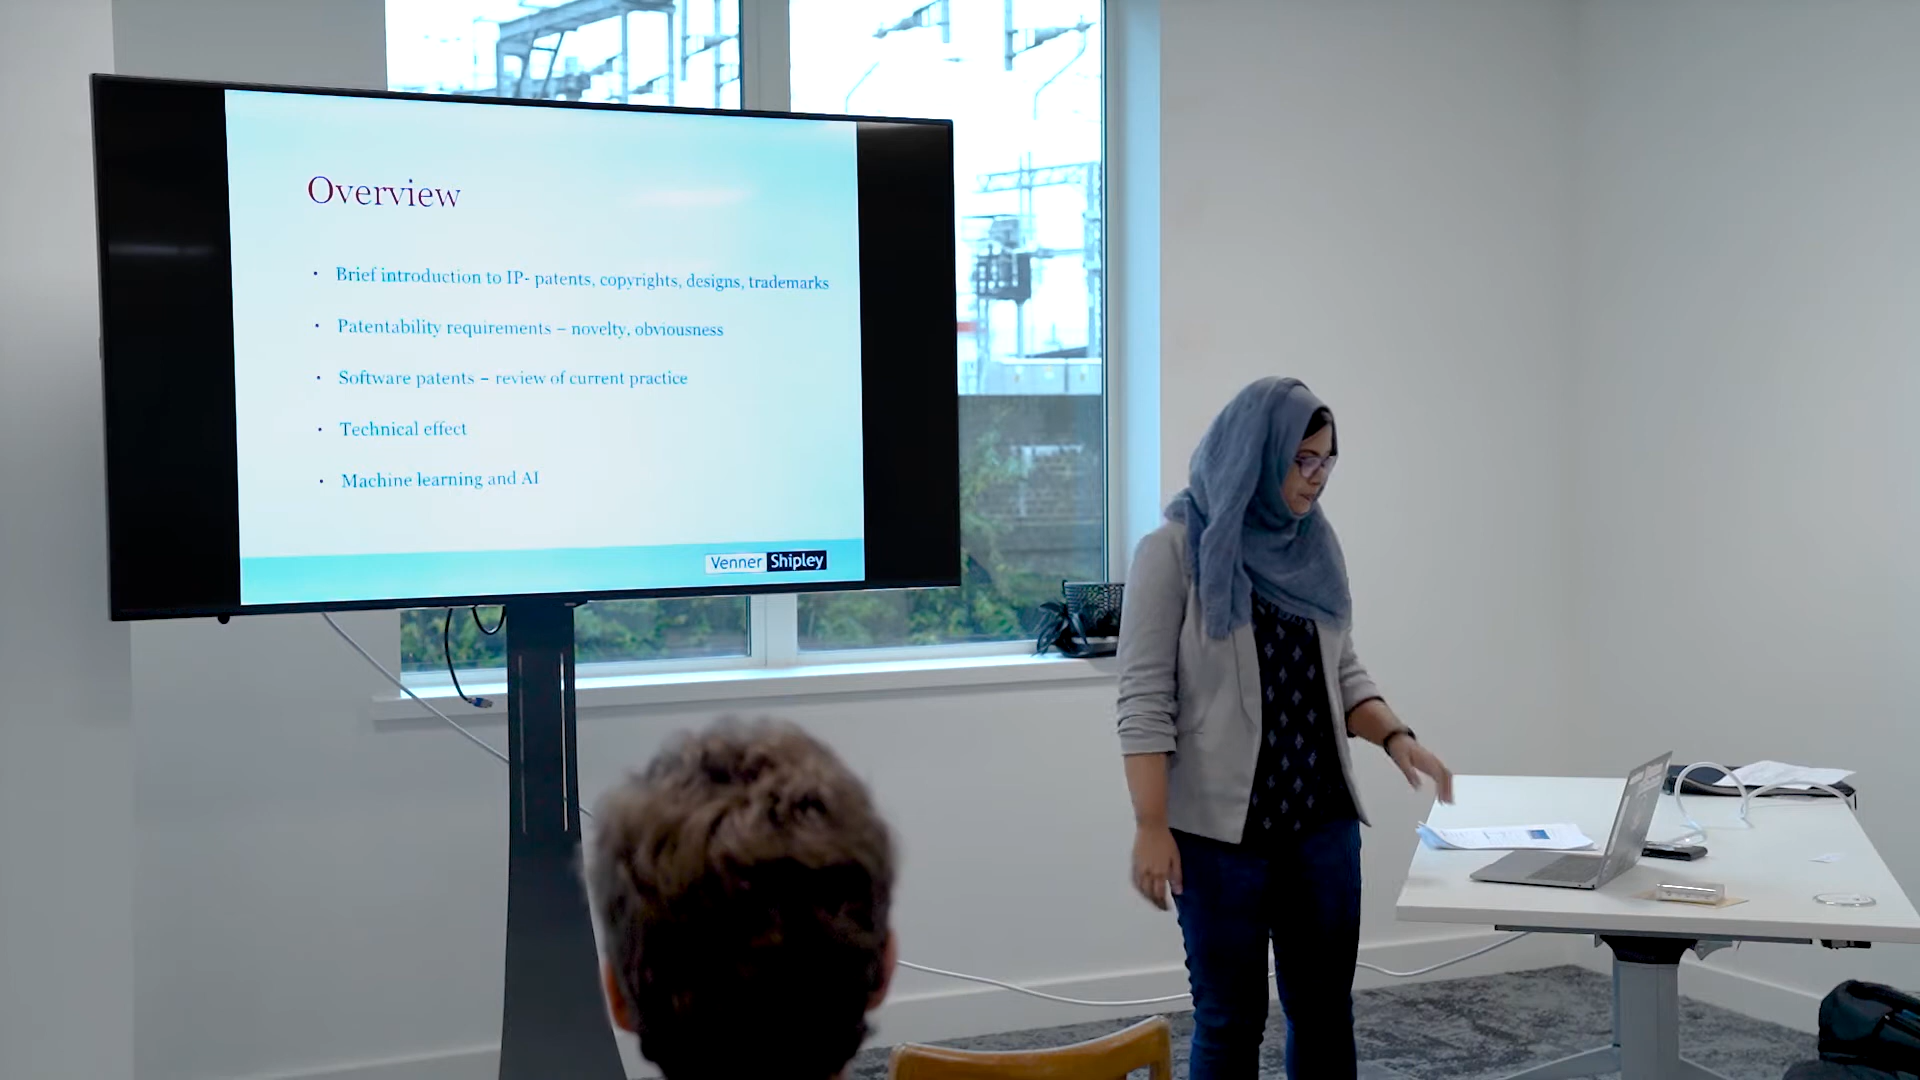 Overview
• Brief introduction to IP- patents, copyrights, designs, trademarks
• Patentability requirements – novelty, obviousness
• Software patents – review of current practice
• Technical effect
• Machine learning and AI
Venner Shipley